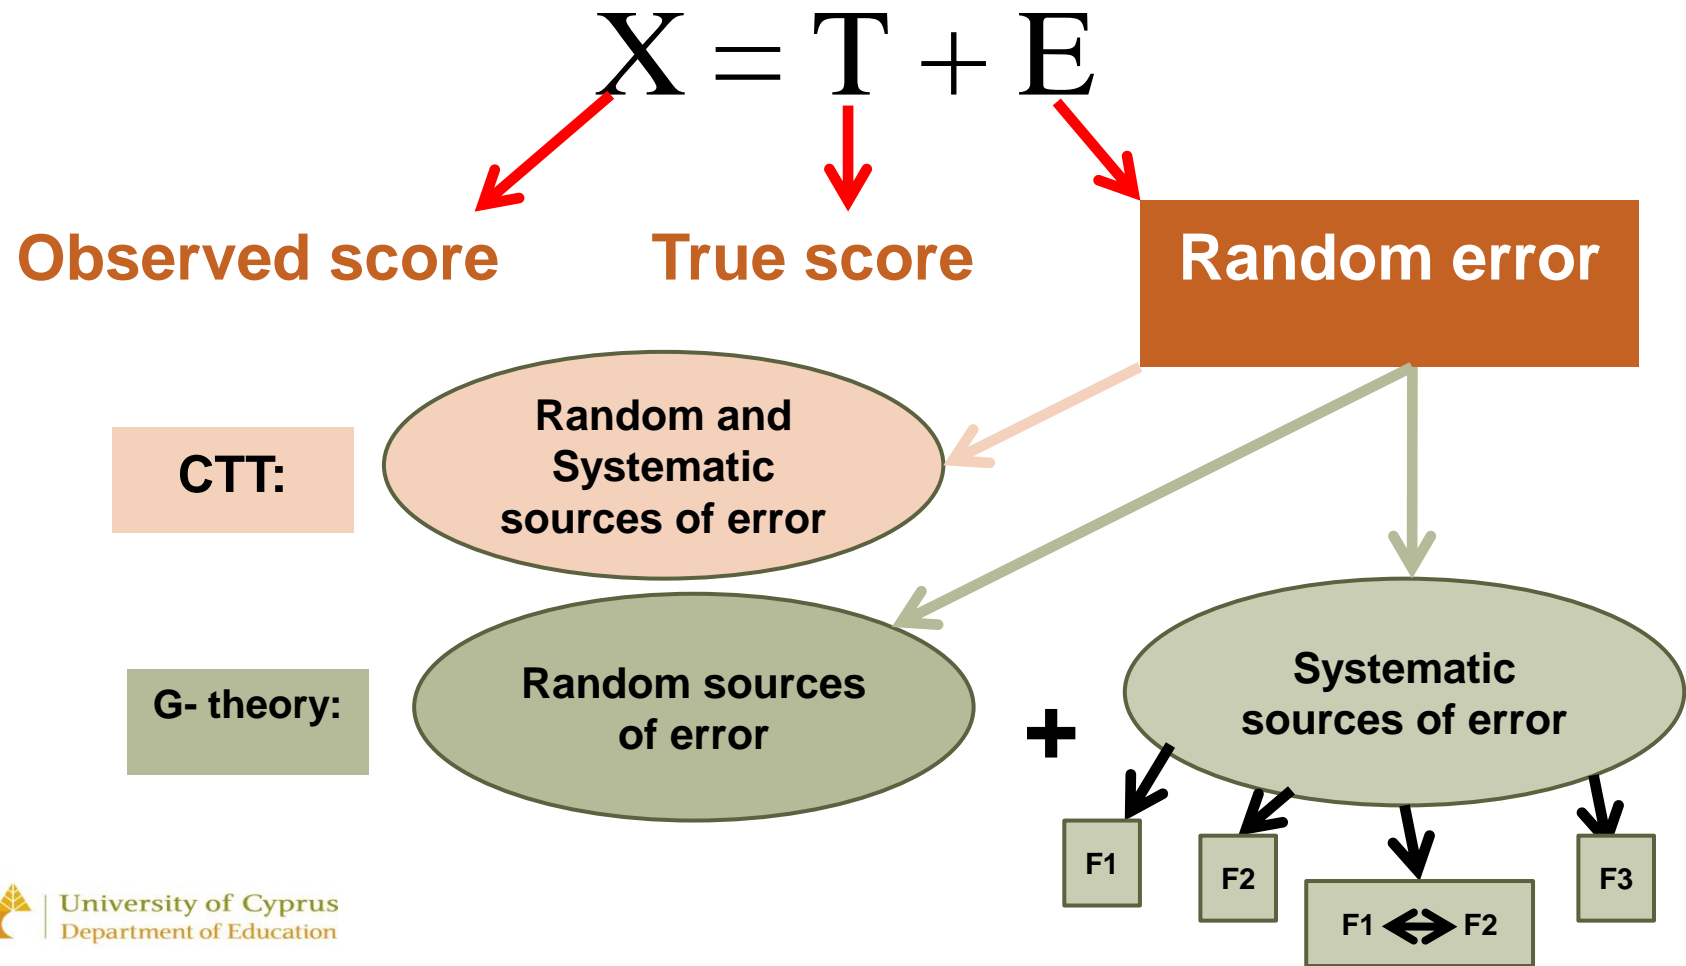 X = T + E
Observed score
True score
Random error
CTT:
Random and
Systematic
sources of error
G- theory:
Random sources
of error
+
Systematic
sources of error
F1
F2
F1 F2
F3
University of Cyprus
Department of Education